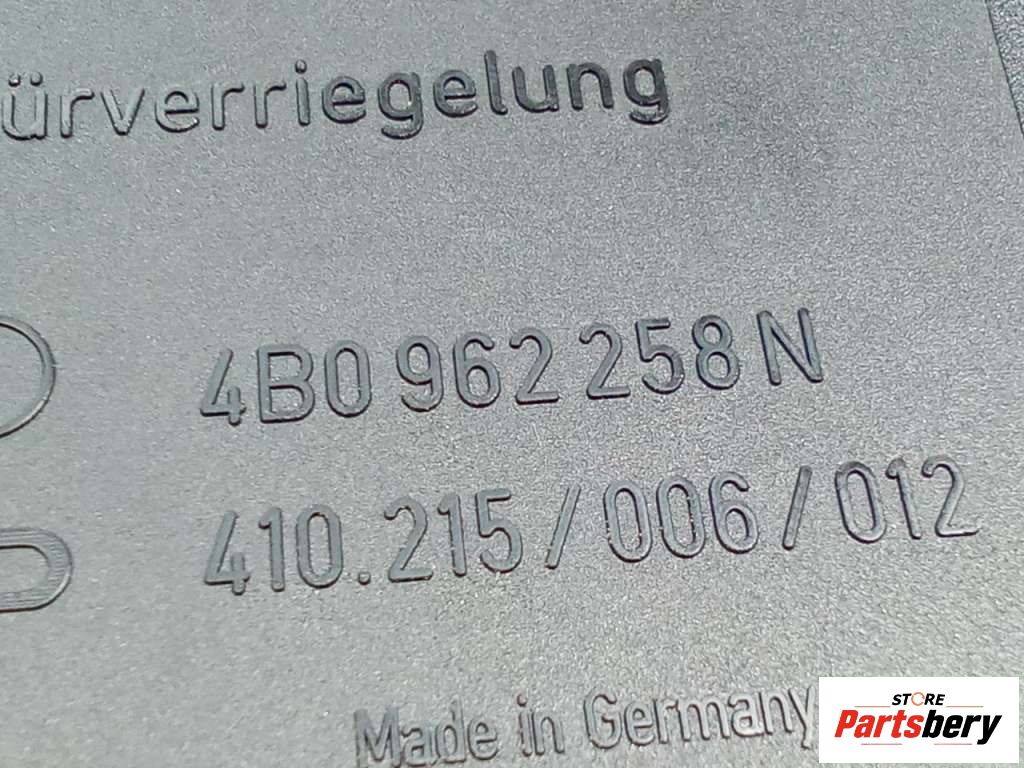 ürverriegelung
4B0 962 258 N
410.215 / 006 / 012
Made in Germany
STORE
Partsbery